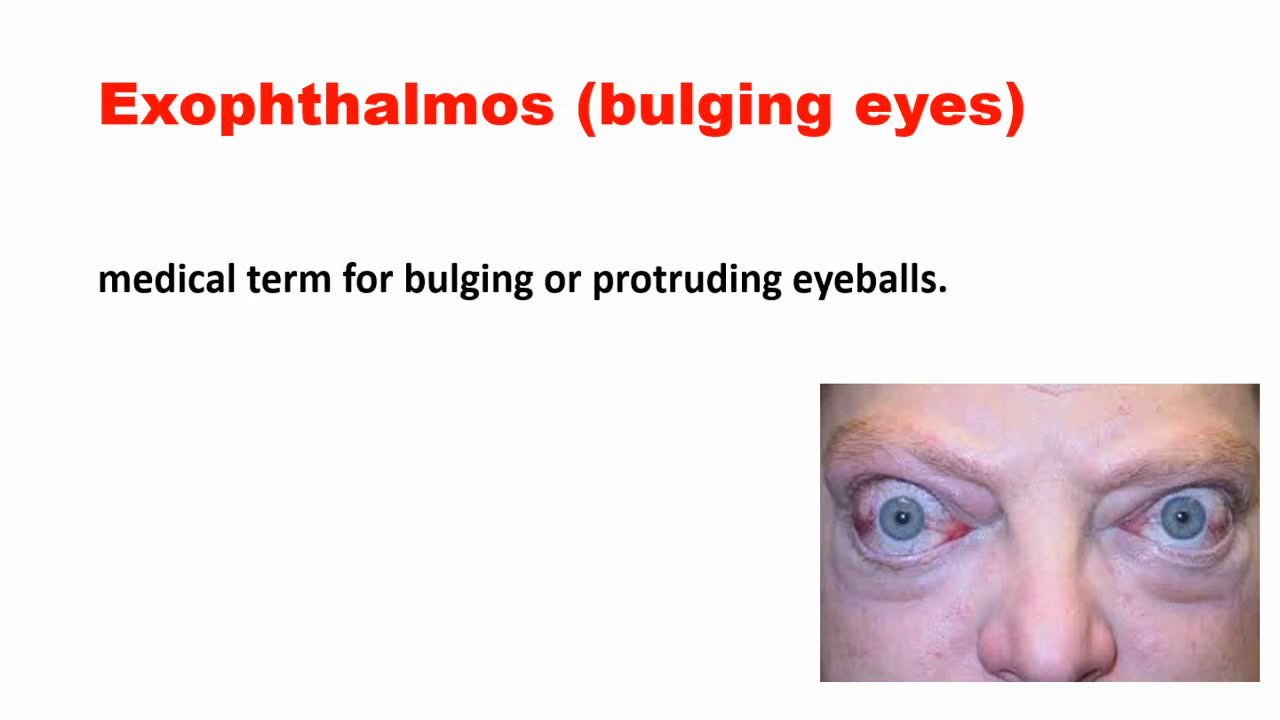 Exophthalmos (bulging eyes)
medical term for bulging or protruding eyeballs.